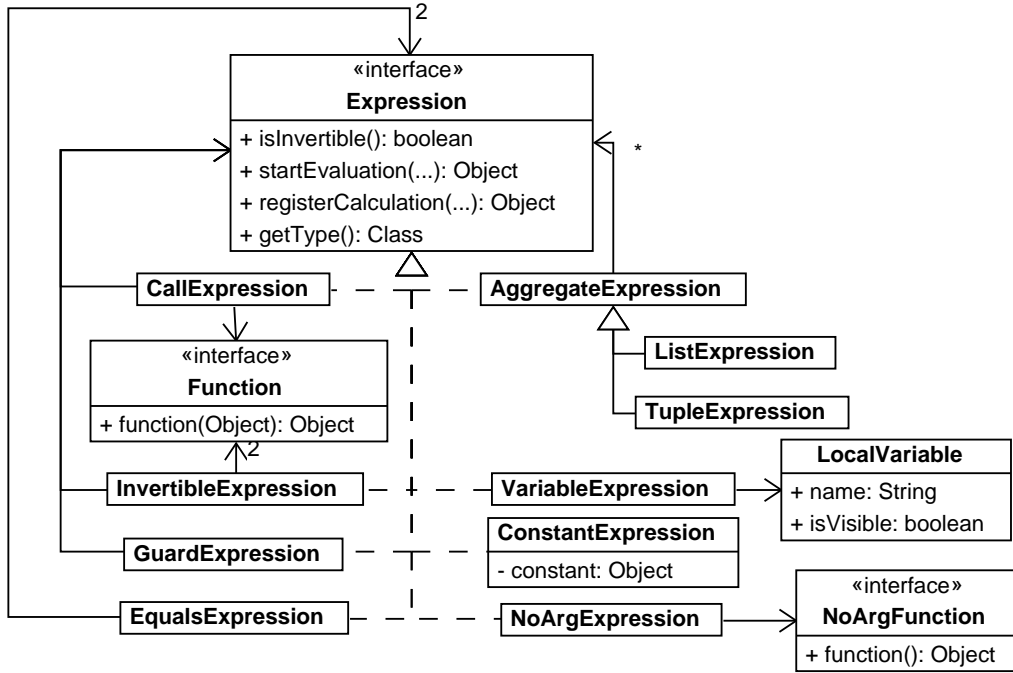 2
«interface»
Expression
+ isInvertible(): boolean
+ startEvaluation(...): Object
+ registerCalculation(...): Object
+ getType(): Class
*
CallExpression
AggregateExpression
«interface»
Function
+ function(Object): Object
2
ListExpression
TupleExpression
InvertibleExpression
VariableExpression
LocalVariable
+ name: String
+ isVisible: boolean
GuardExpression
ConstantExpression
- constant: Object
EqualsExpression
NoArgExpression
«interface»
NoArgFunction
+ function(): Object